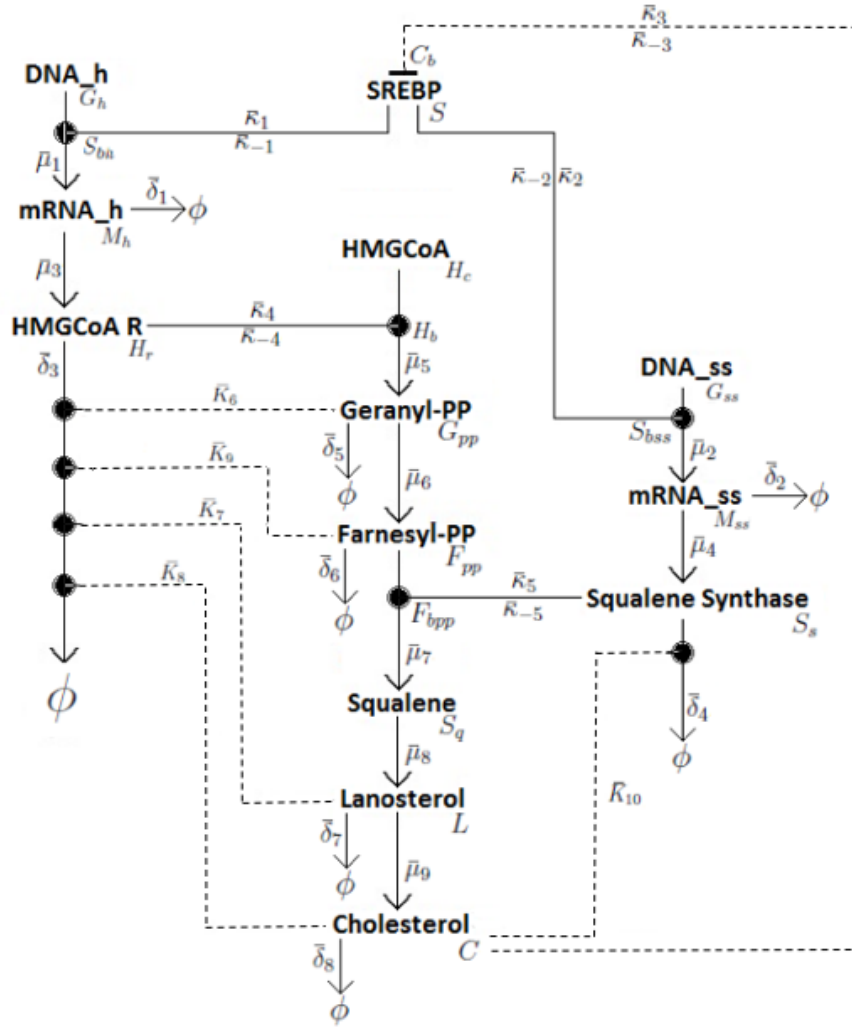 κ̄₃
κ̄₋₃
C_b
DNA_h
Ḡ_h
SREBP
S
κ̄₁
κ̄₋₁
S_ba
μ̄₁
δ̄₁
mRNA_h
ϕ
M_h
κ̄₋₂ κ̄₂
HMGCoA
H_c
μ̄₃
HMGCoA R
H_r
κ̄₄
κ̄₋₄
H_b
δ̄₃
μ̄₅
DNA_ss
G_ss
K̄₆
Geranyl-PP
G_pp
S_bss
μ̄₂
δ̄₅
ϕ
K̄₉
μ̄₆
δ̄₂
mRNA_ss
ϕ
M_ss
K̄₇
Farnesyl-PP
F_pp
μ̄₄
δ̄₆
ϕ
K̄₈
κ̄₅
κ̄₋₅
F_bpp
Squalene Synthase
S_s
μ̄₇
ϕ
Squalene
S_q
δ̄₄
ϕ
μ̄₈
Lanosterol
L
K̄₁₀
δ̄₇
ϕ
μ̄₉
Cholesterol
C
δ̄₈
ϕ